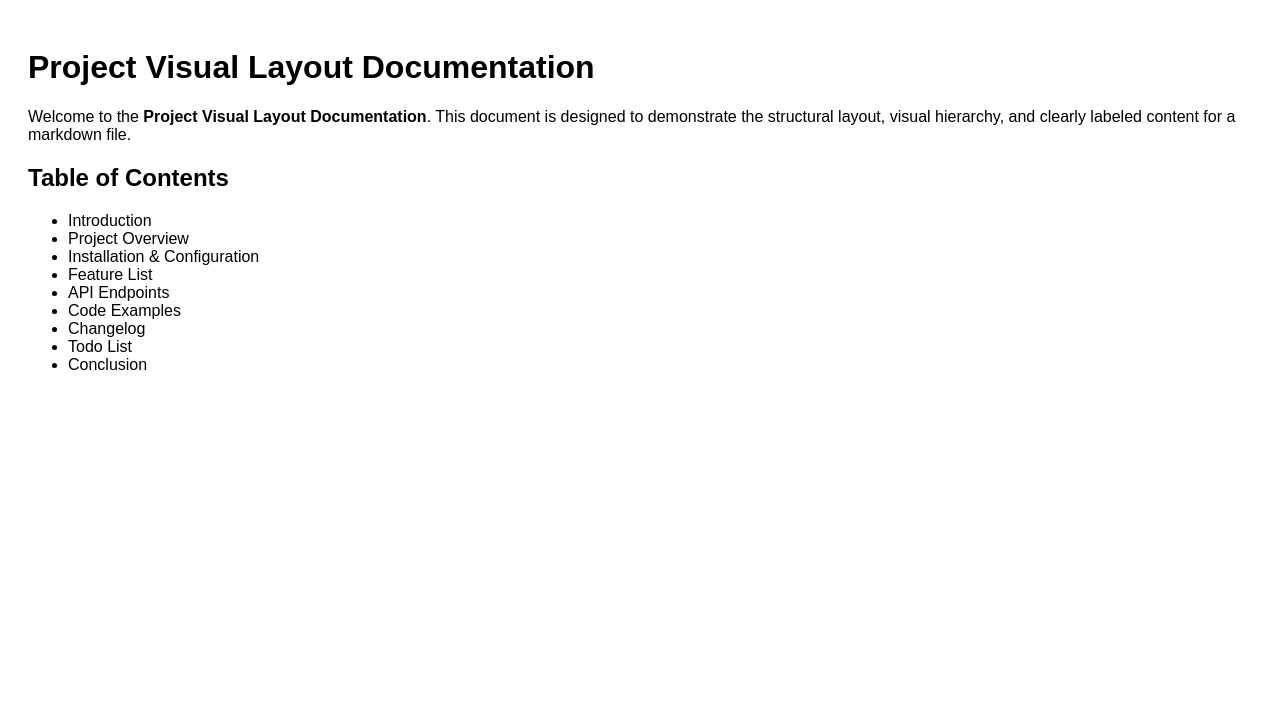 Project Visual Layout Documentation
Welcome to the Project Visual Layout Documentation. This document is designed to demonstrate the structural layout, visual hierarchy, and clearly labeled content for a
markdown file.
Table of Contents
Introduction
Project Overview
Installation & Configuration
Feature List
API Endpoints
Code Examples
Changelog
Todo List
Conclusion